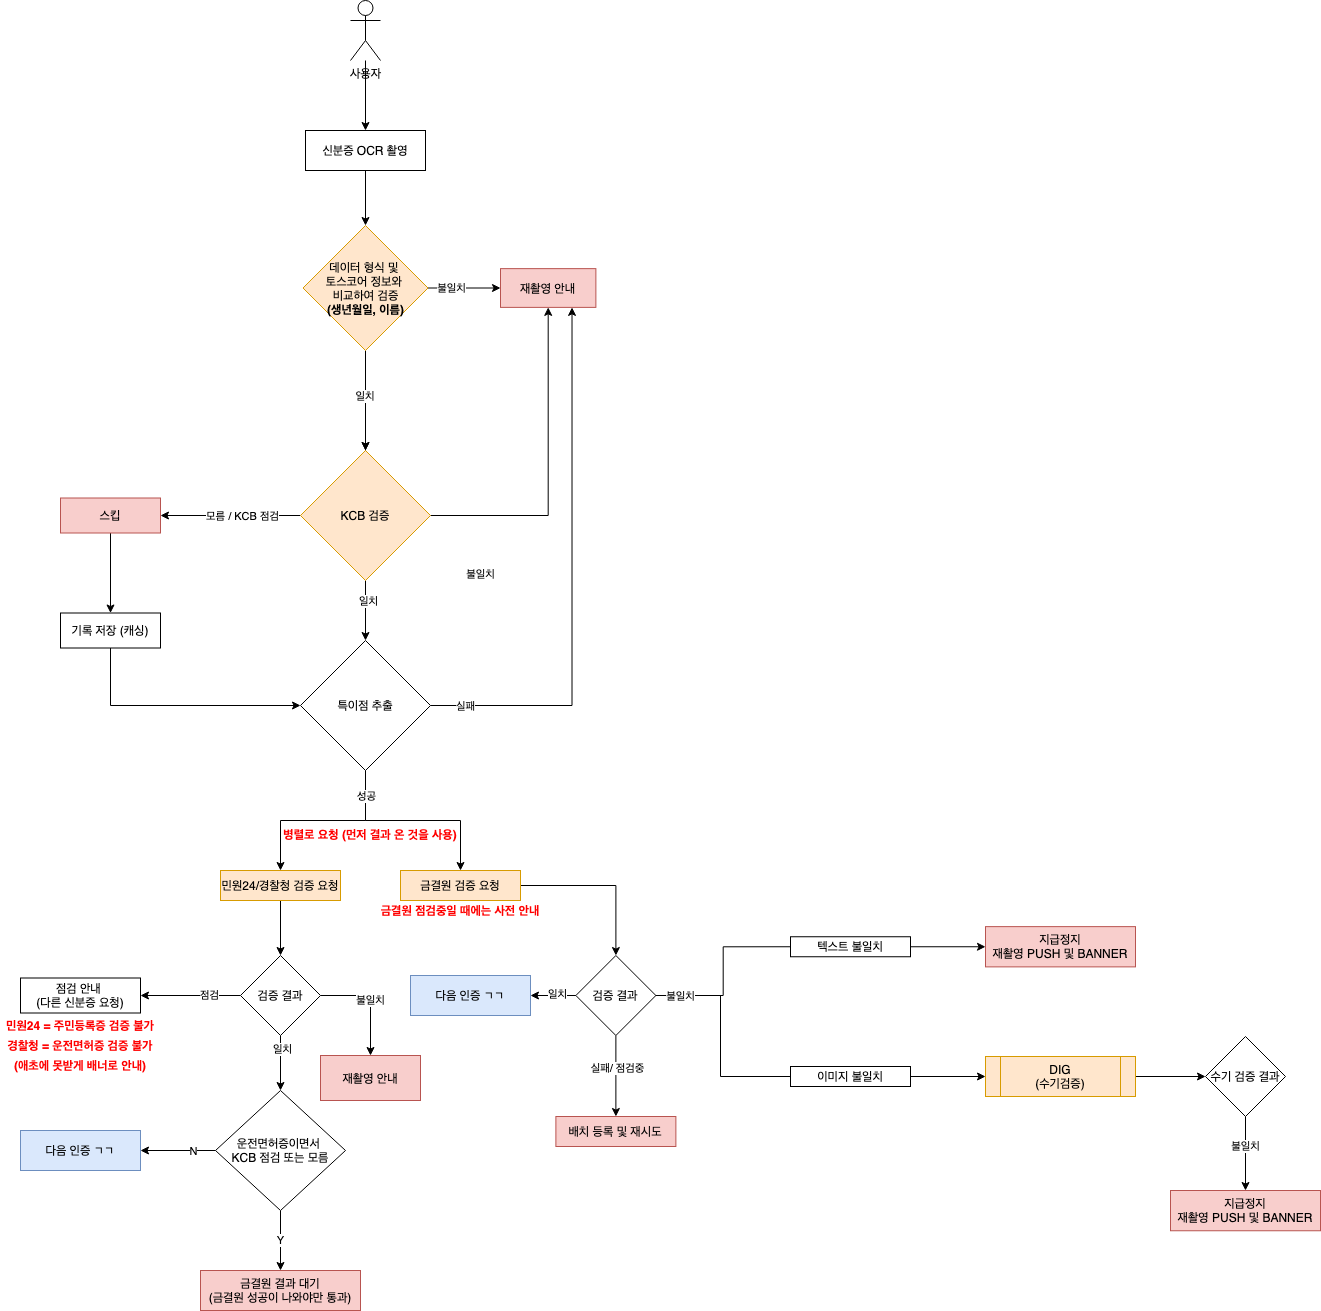 사용자
신분증 OCR 촬영
데이터 형식 및
토스코어 정보와
비교하여 검증
(생년월일, 이름)
불일치
재촬영 안내
일치
KCB 검증
모름 / KCB 점검
스킵
불일치
일치
기록 저장 (캐싱)
특이점 추출
실패
성공
병렬로 요청 (먼저 결과 온 것을 사용)
민원24/경찰청 검증 요청
금결원 검증 요청
금결원 점검중일 때에는 사전 안내
텍스트 불일치
지급정지
재촬영 PUSH 및 BANNER
점검 안내
(다른 신분증 요청)
점검
검증 결과
불일치
다음 인증 ㄱㄱ
일치
검증 결과
불일치
민원24 = 주민등록증 검증 불가
경찰청 = 운전면허증 검증 불가
(애초에 못받게 배너로 안내)
일치
재촬영 안내
실패/ 점검중
이미지 불일치
DIG
(수기검증)
수기 검증 결과
배치 등록 및 재시도
불일치
다음 인증 ㄱㄱ
N
운전면허증이면서
KCB 점검 또는 모름
지급정지
재촬영 PUSH 및 BANNER
Y
금결원 결과 대기
(금결원 성공이 나와야만 통과)